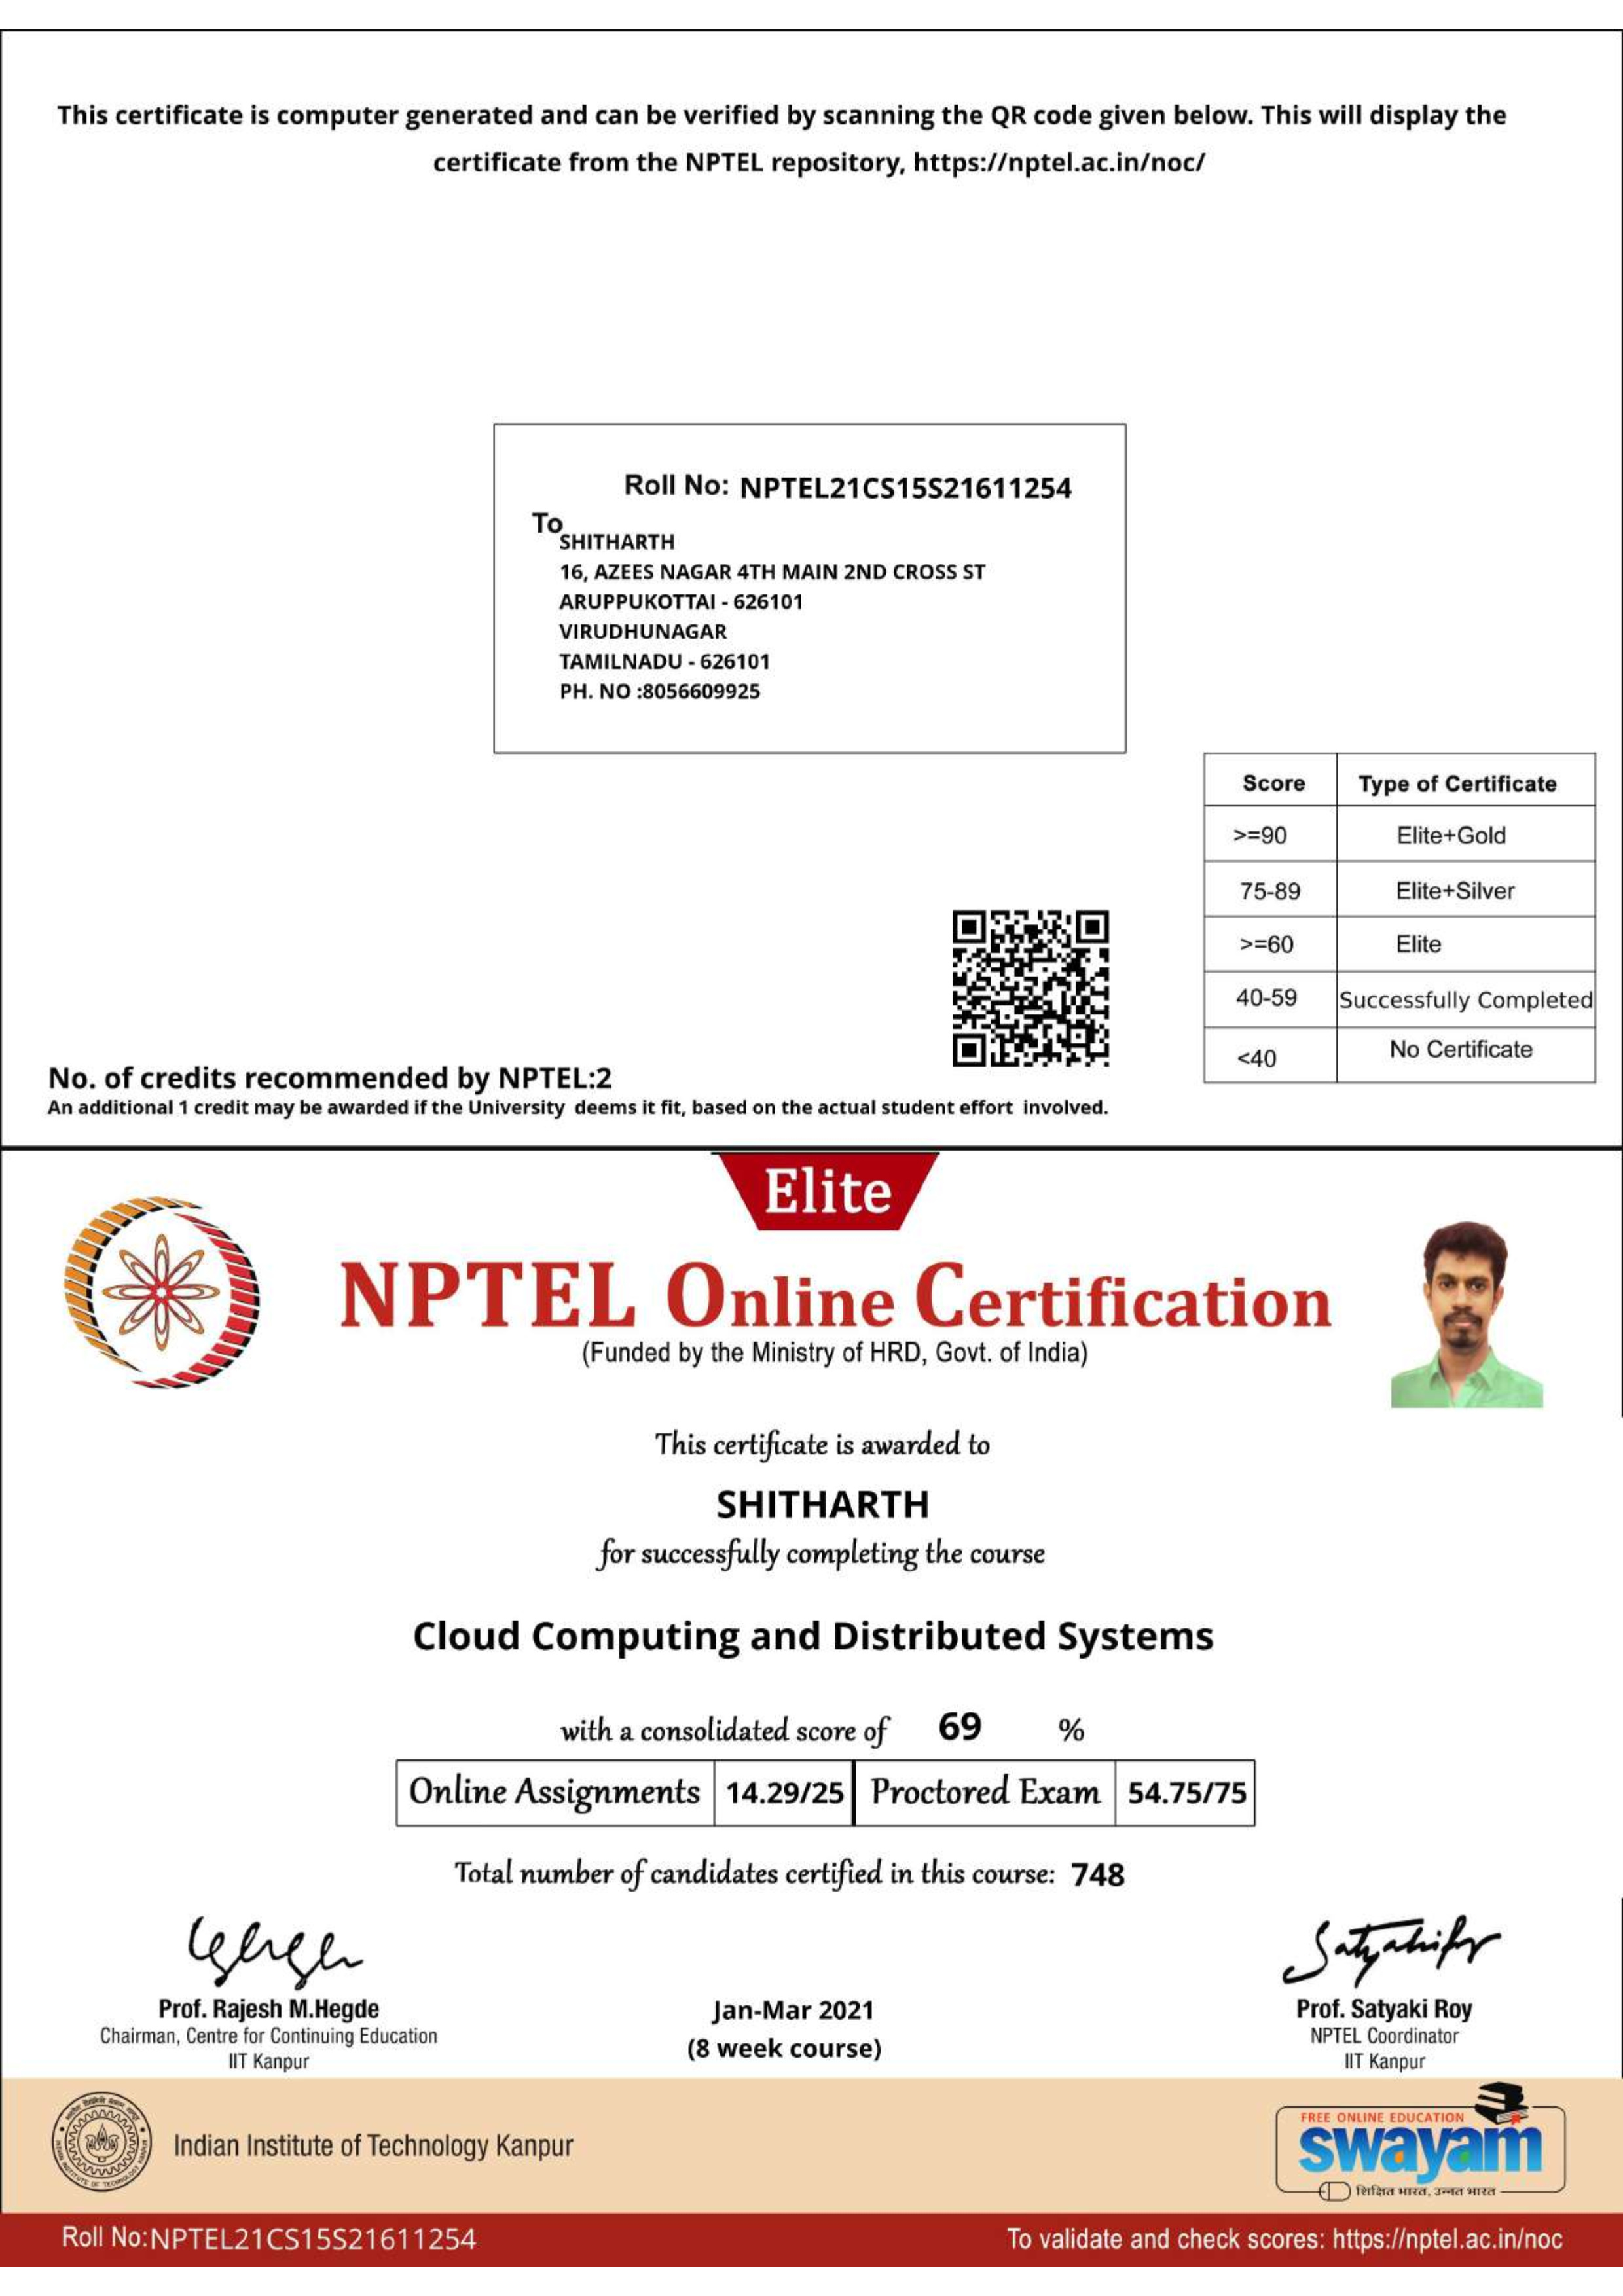 This certificate is computer generated and can be verified by scanning the QR code given below. This will display the
certificate from the NPTEL repository, https://nptel.ac.in/noc/
Roll No: NPTEL21CS15S21611254
To
SHITHARTH
16, AZEES NAGAR 4TH MAIN 2ND CROSS ST
ARUPPUKOTTAI - 626101
VIRUDHUNAGAR
TAMILNADU - 626101
PH. NO :8056609925
Score Type of Certificate
>=90 Elite+Gold
75-89 Elite+Silver
>=60 Elite
40-59 Successfully Completed
<40 No Certificate
No. of credits recommended by NPTEL:2
An additional 1 credit may be awarded if the University deems it fit, based on the actual student effort involved.
Elite
NPTEL Online Certification
(Funded by the Ministry of HRD, Govt. of India)
This certificate is awarded to
SHITHARTH
for successfully completing the course
Cloud Computing and Distributed Systems
with a consolidated score of 69 %
Online Assignments 14.29/25 Proctored Exam 54.75/75
Total number of candidates certified in this course: 748
Prof. Rajesh M.Hegde
Chairman, Centre for Continuing Education
IIT Kanpur
Jan-Mar 2021
(8 week course)
Prof. Satyaki Roy
NPTEL Coordinator
IIT Kanpur
Indian Institute of Technology Kanpur
FREE ONLINE EDUCATION
swayam
शिक्षित भारत, उन्नत भारत
Roll No:NPTEL21CS15S21611254
To validate and check scores: https://nptel.ac.in/noc